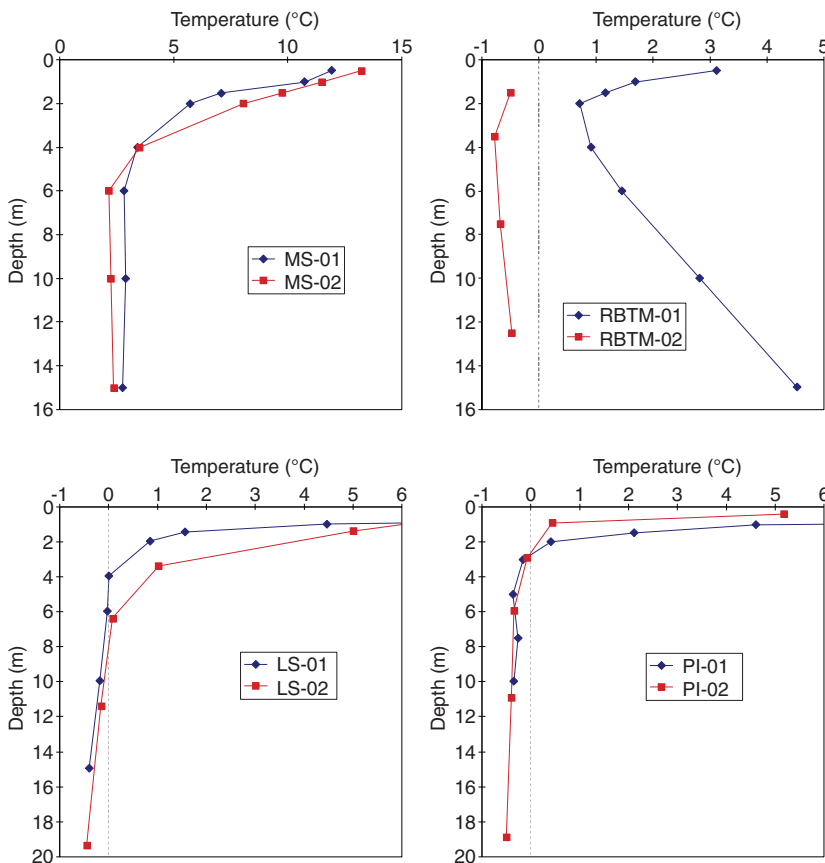 Temperature (°C)
0 5 10 15
0
2
4
6
8
10
12
14
16
Depth (m)
MS-01
MS-02
Temperature (°C)
-1 0 1 2 3 4 5
0
2
4
6
8
10
12
14
16
Depth (m)
RBTM-01
RBTM-02
Temperature (°C)
-1 0 1 2 3 4 5 6
0
2
4
6
8
10
12
14
16
18
20
Depth (m)
LS-01
LS-02
Temperature (°C)
-1 0 1 2 3 4 5 6
0
2
4
6
8
10
12
14
16
18
20
Depth (m)
PI-01
PI-02